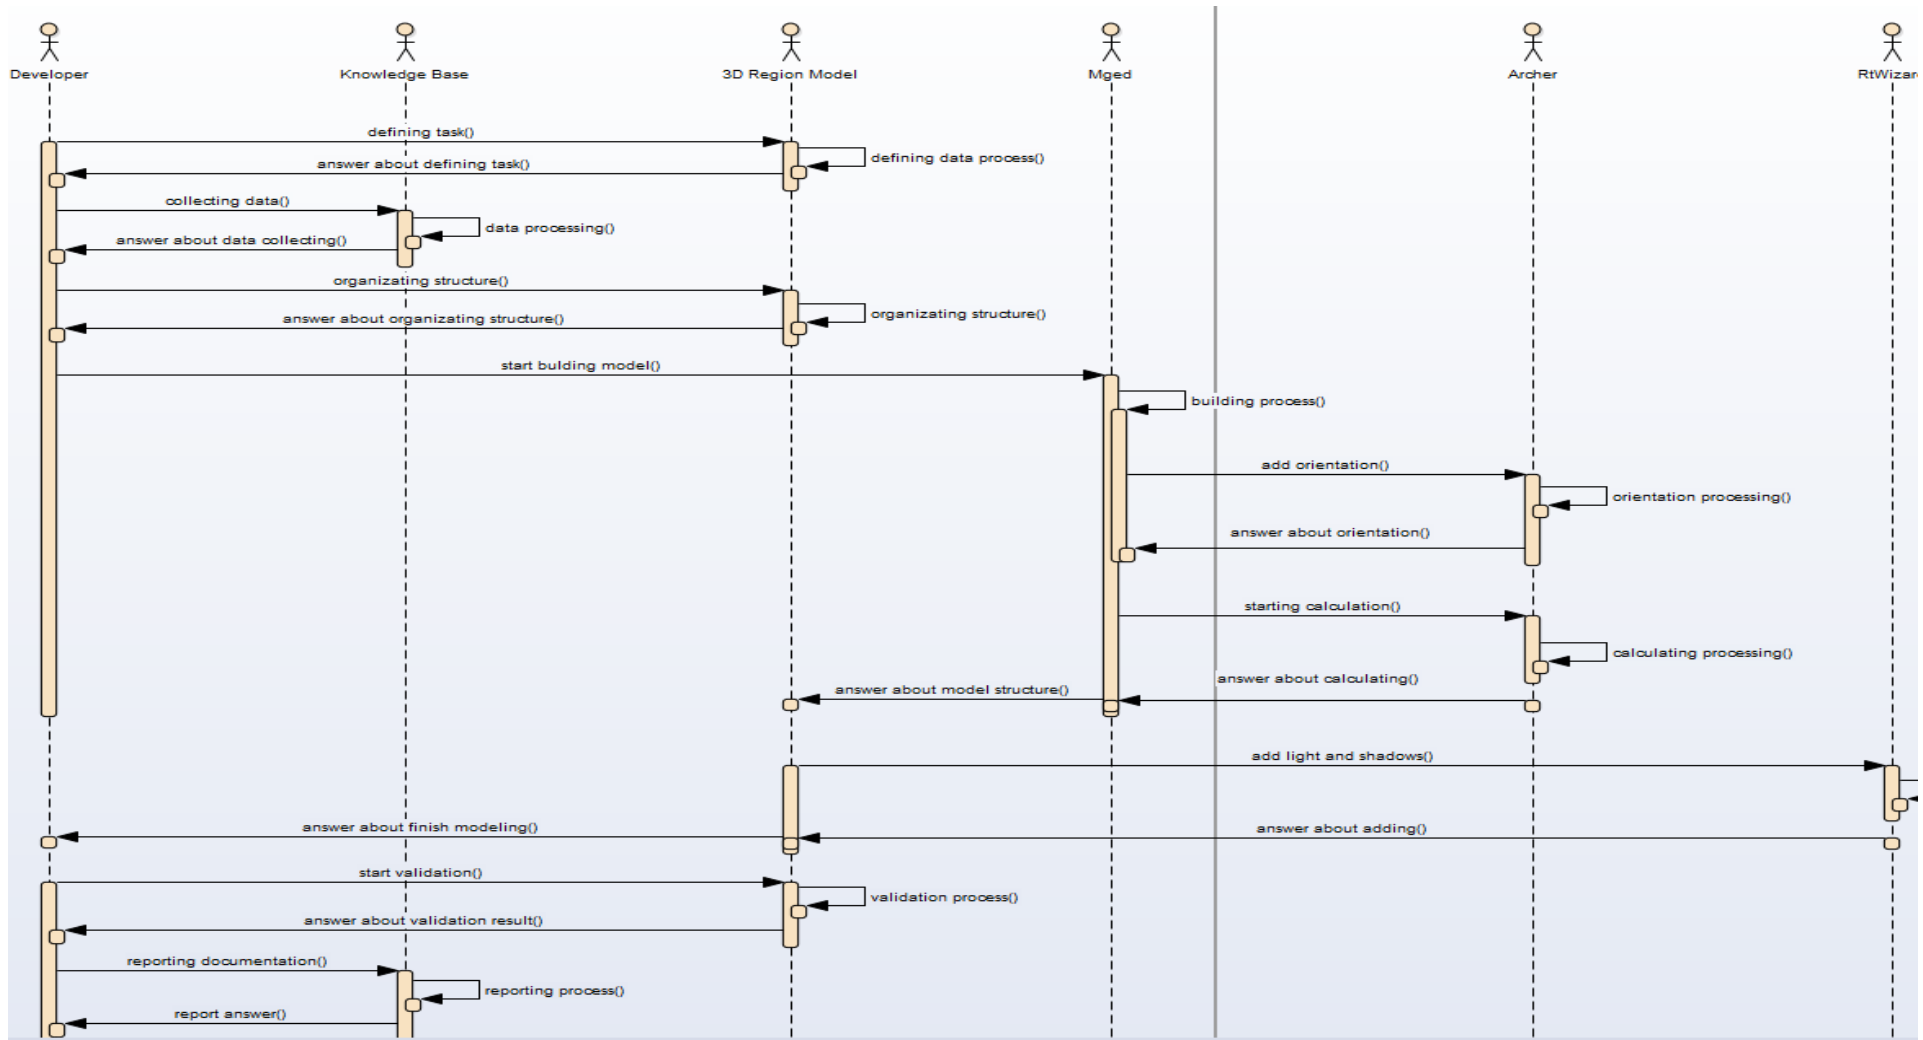 Developer
Knowledge Base
3D Region Model
Mged
Archer
RtWizar
defining task()
defining data process()
answer about defining task()
collecting data()
data processing()
answer about data collecting()
organizating structure()
organizating structure()
answer about organizating structure()
start bulding model()
building process()
add orientation()
orientation processing()
answer about orientation()
starting calculation()
calculating processing()
answer about calculating()
answer about model structure()
add light and shadows()
answer about finish modeling()
answer about adding()
start validation()
validation process()
answer about validation result()
reporting documentation()
reporting process()
report answer()